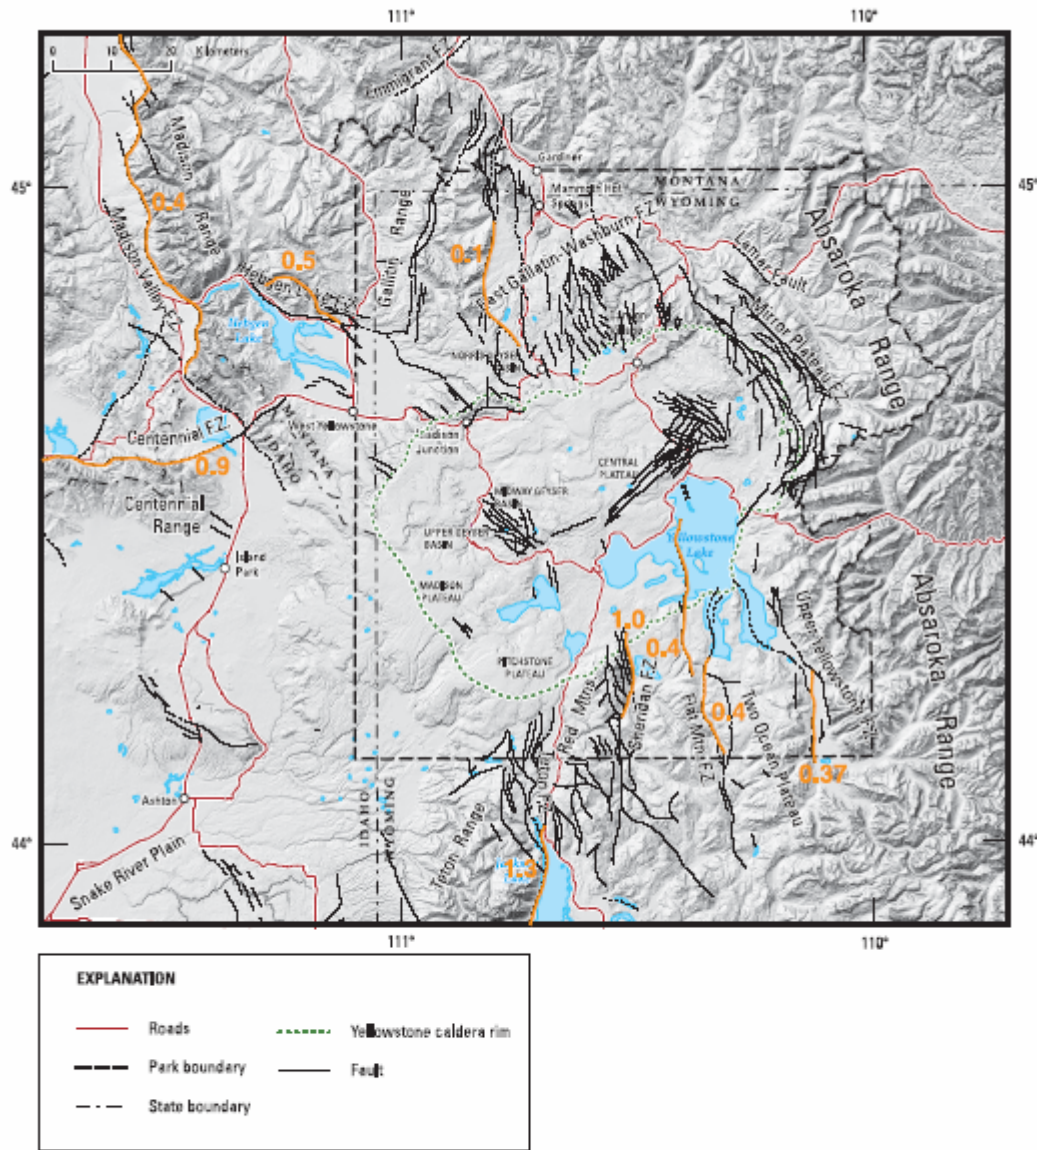 111°
110°
0 10 20 Kilometers
Emmigrant F.Z.
Madison Range
Gardiner
Mammoth Hot Springs
MONTANA
WYOMING
45°
45°
0.4
Gallatin Range
0.1
East Gallatin-Washburn F.Z.
Lamar Fault
Absaroka Range
Madison Valley F.Z.
0.5
Hebgen Lake
Mirror Plateau F.Z.
NORRIS GEYSER BASIN
West Yellowstone
Madison Junction
Centennial F.Z.
MONTANA
IDAHO
0.9
Centennial Range
CENTRAL PLATEAU
MIDWAY GEYSER BASIN
UPPER GEYSER BASIN
Yellowstone Lake
Island Park
MADISON PLATEAU
Absaroka Range
Upper Yellowstone F.Z.
1.0
0.4
PITCHSTONE PLATEAU
Red Mtns
Sheridan F.Z.
Flat Mtn F.Z.
0.4
Two Ocean Plateau
0.37
Ashton
IDAHO
WYOMING
44°
44°
Teton Range
1.3
Snake River Plain
111°
110°
EXPLANATION
Roads
Yellowstone caldera rim
Park boundary
Fault
State boundary